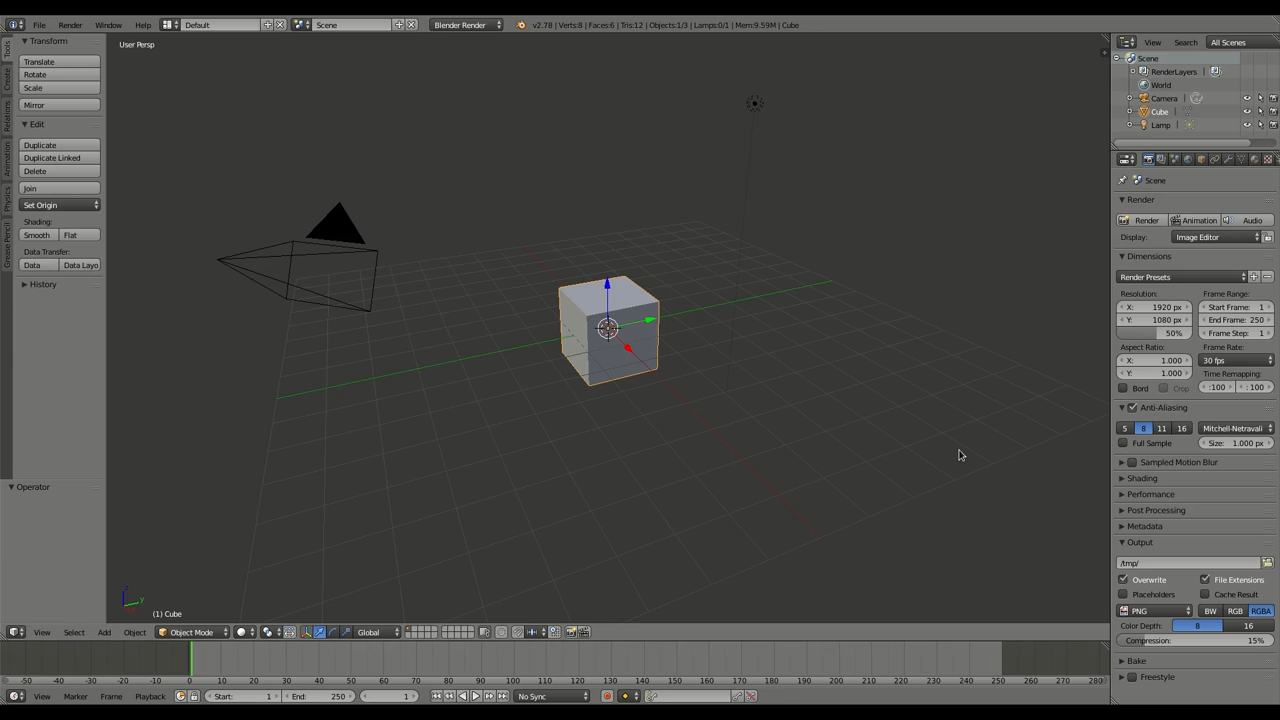 File Render Window Help Default Scene Blender Render v2.78 | Verts:8 | Faces:6 | Tris:12 | Objects:1/3 | Lamps:0/1 | Mem:9.59M | Cube
Transform
Translate
Rotate
Scale
Mirror
Edit
Duplicate
Duplicate Linked
Delete
Join
Set Origin
Shading:
Smooth Flat
Data Transfer:
Data Data Layo
History
Operator
Tools
Create
Relations
Animation
Physics
Grease Pencil
User Persp
(1) Cube
View Select Add Object Object Mode Global
-50 -40 -30 -20 -10 0 10 20 30 40 50 60 70 80 90 100 110 120 130 140 150 160 170 180 190 200 210 220 230 240 250 260 270 280
View Marker Frame Playback Start: 1 End: 250 1 No Sync
View Search All Scenes
Scene
RenderLayers
World
Camera
Cube
Lamp
Scene
Render
Render Animation Audio
Display: Image Editor
Dimensions
Render Presets
Resolution: Frame Range:
X: 1920 px Start Frame: 1
Y: 1080 px End Frame: 250
50% Frame Step: 1
Aspect Ratio: Frame Rate:
X: 1.000 30 fps
Y: 1.000 Time Remapping:
Bord Crop :100 : 100
Anti-Aliasing
5 8 11 16 Mitchell-Netravali
Full Sample Size: 1.000 px
Sampled Motion Blur
Shading
Performance
Post Processing
Metadata
Output
/tmp/
Overwrite File Extensions
Placeholders Cache Result
PNG BW RGB RGBA
Color Depth: 8 16
Compression: 15%
Bake
Freestyle